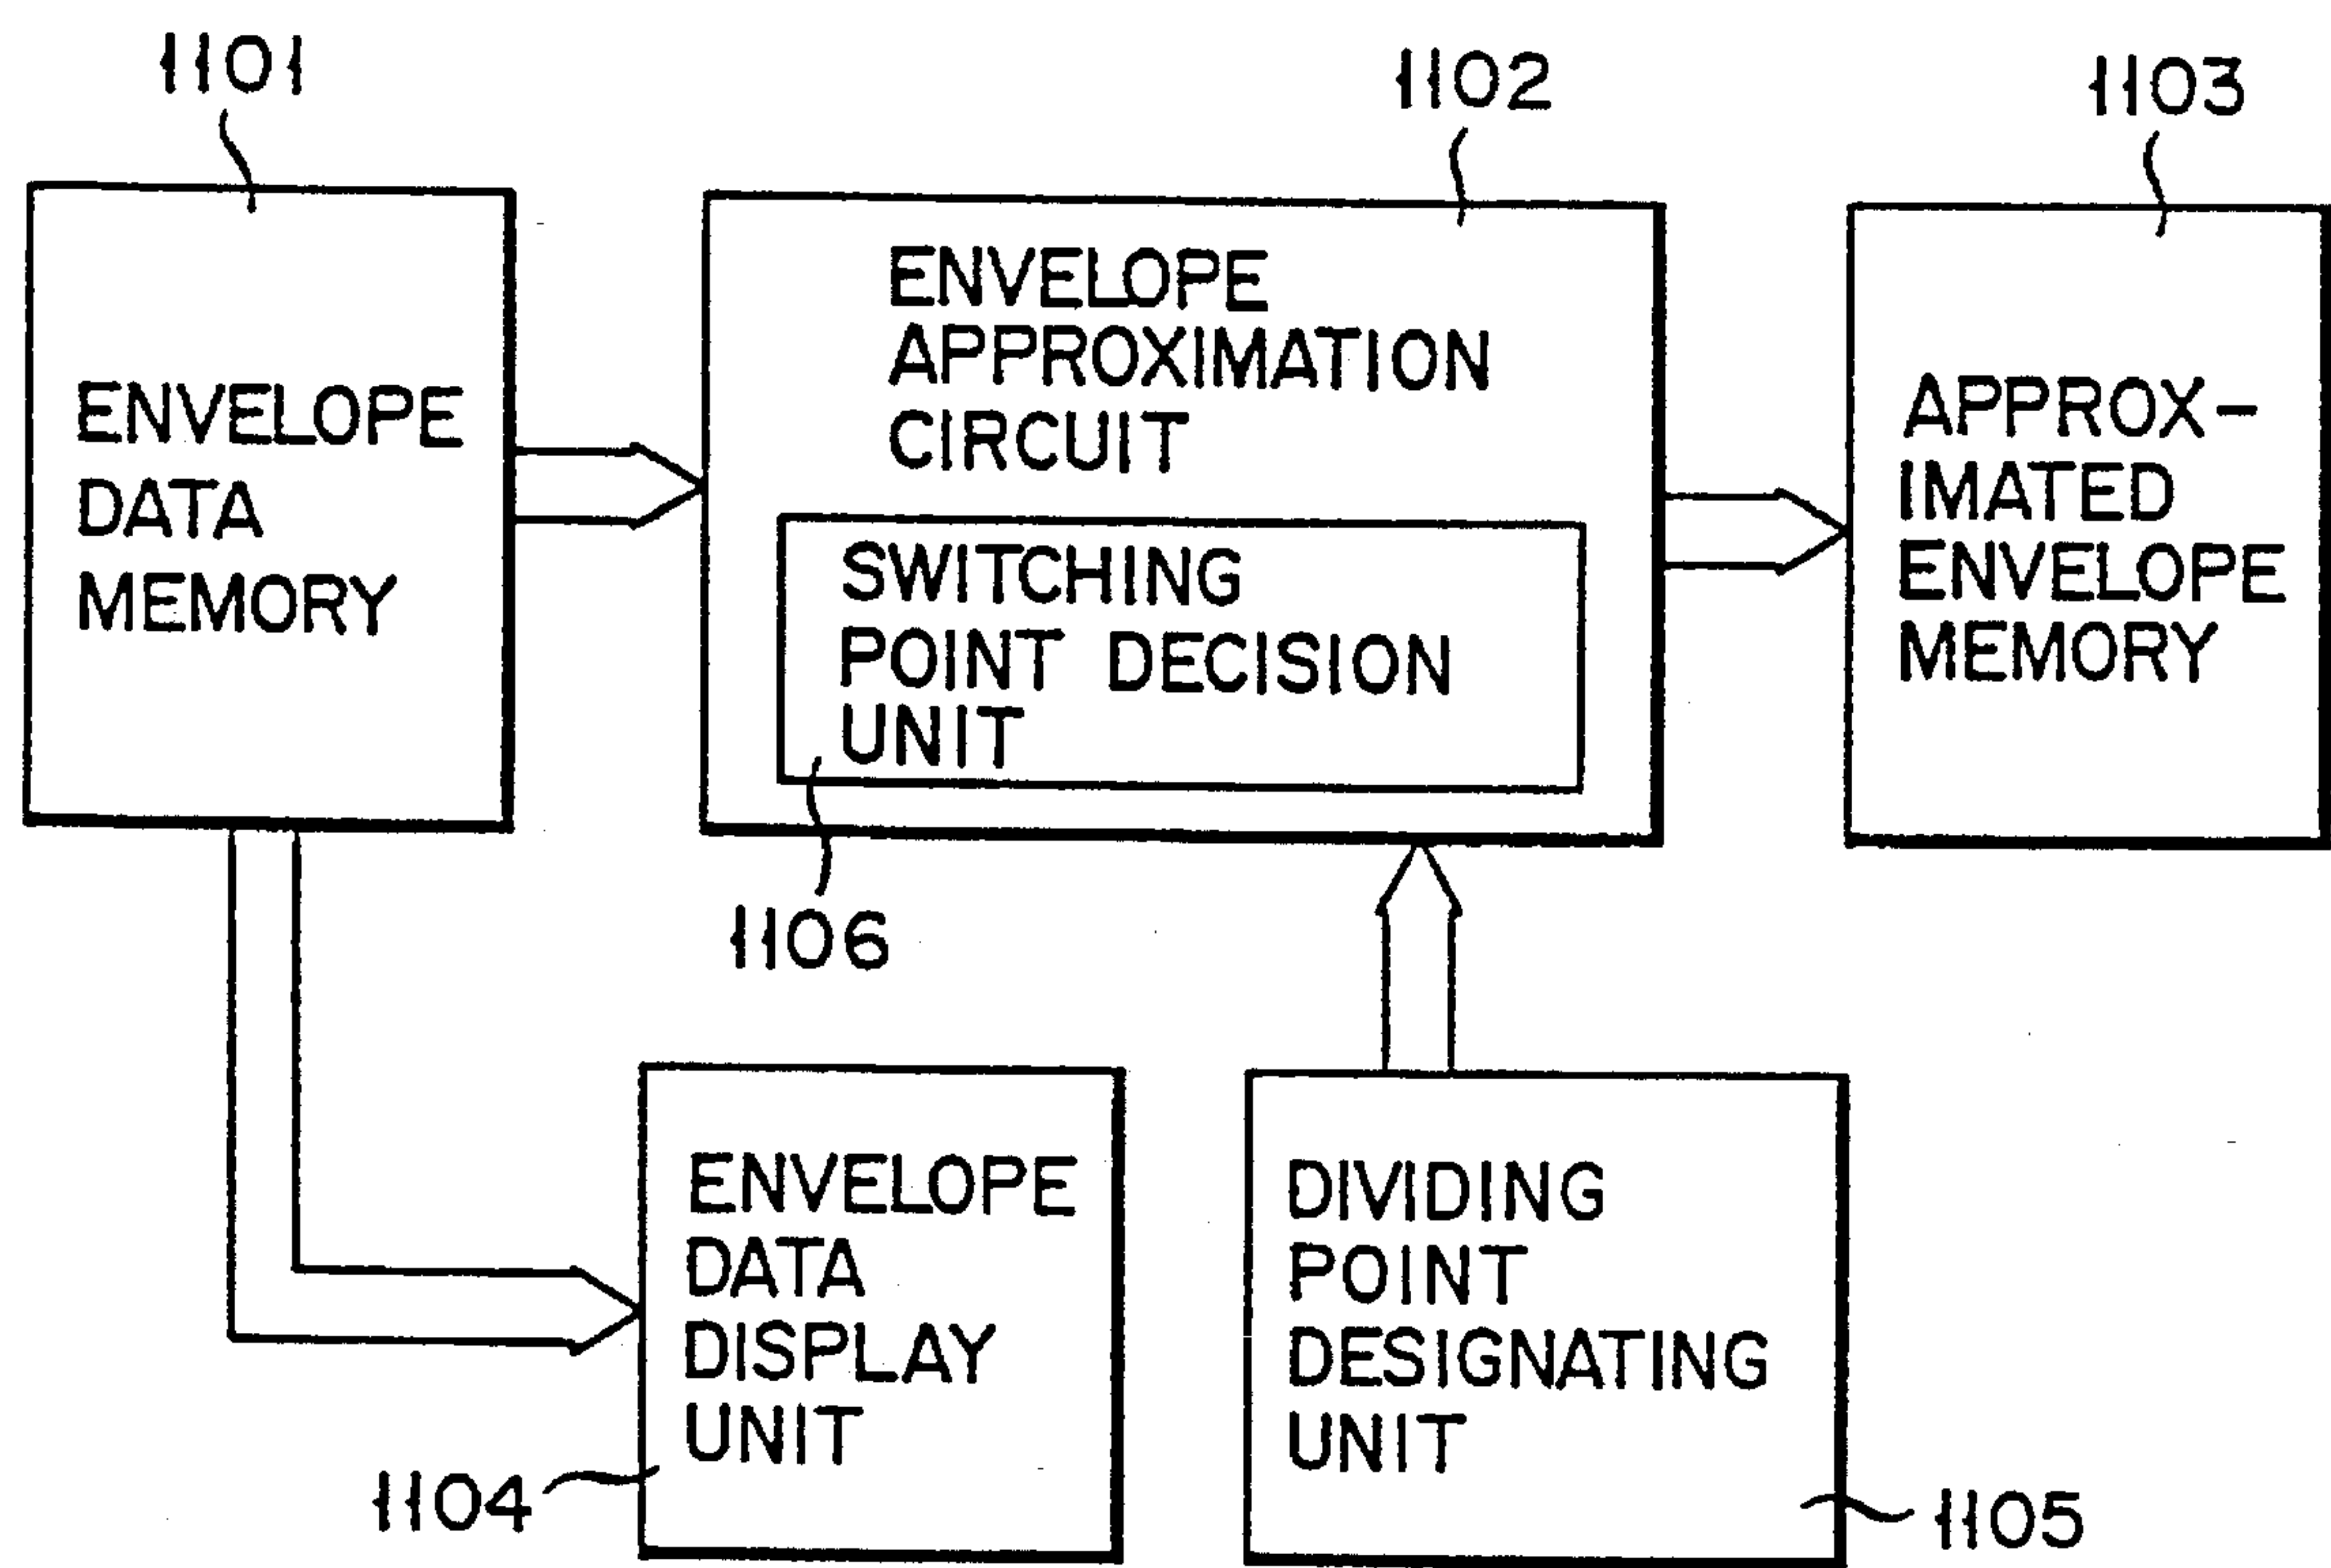 1101
1102
1103
ENVELOPE
DATA
MEMORY
ENVELOPE
APPROXIMATION
CIRCUIT
SWITCHING
POINT DECISION
UNIT
APPROX-
IMATED
ENVELOPE
MEMORY
1106
ENVELOPE
DATA
DISPLAY
UNIT
1104
DIVIDING
POINT
DESIGNATING
UNIT
1105